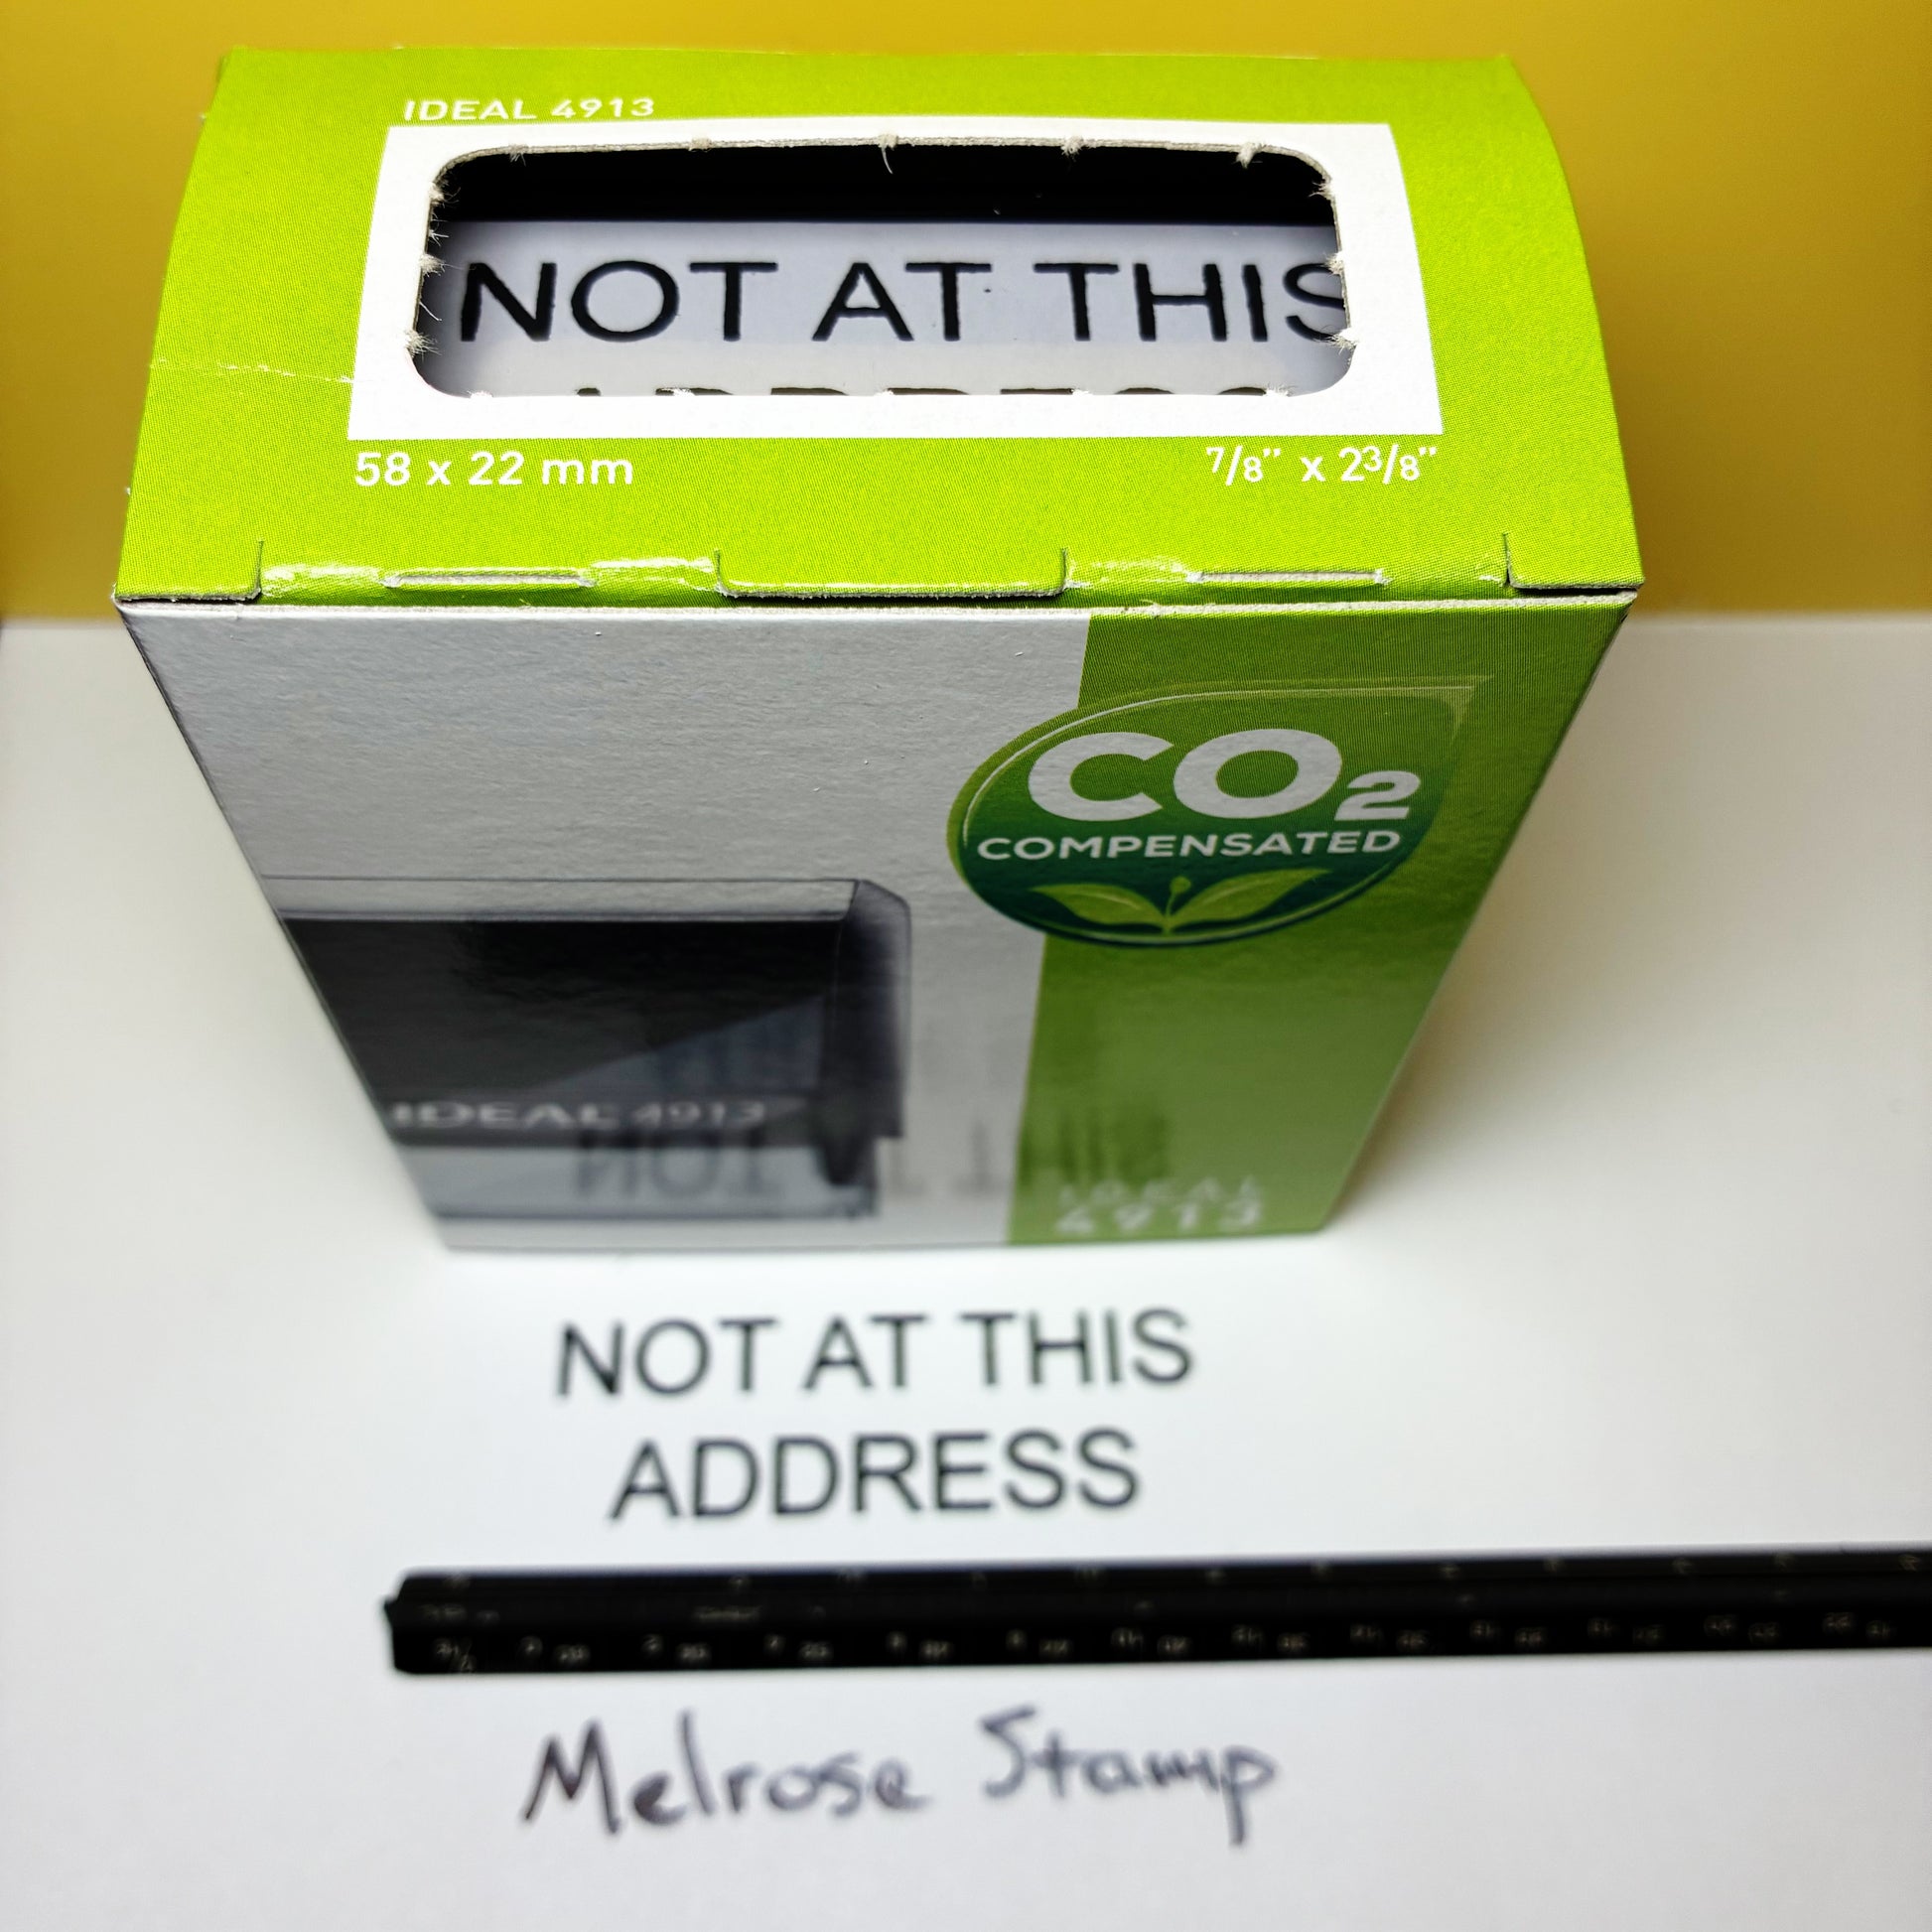 IDEAL 4913
NOT AT THIS
58 x 22 mm
7/8” x 23/8”
CO2
COMPENSATED
IDEAL 4913
IDEAL
4913
NOT AT THIS
ADDRESS
Melrose Stamp